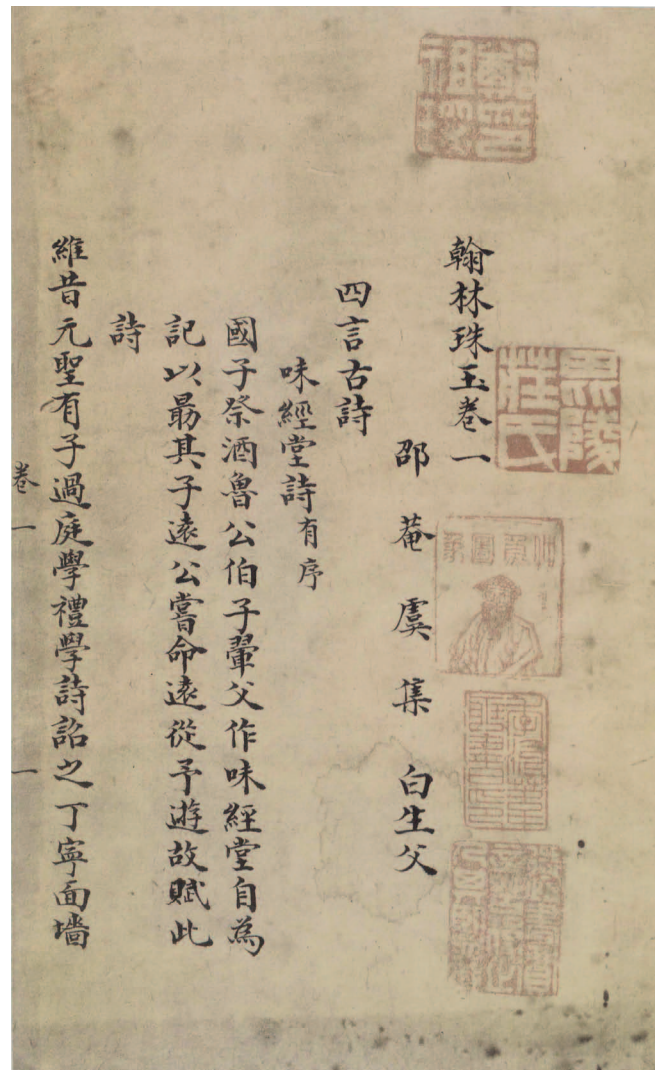 翰林珠玉卷一
邵菴虞集白生父
四言古詩
味經堂詩有序
國子祭酒魯公伯子翬父作味經堂自為
記以勗其子遠公嘗命遠從予遊故賦此
詩
維昔元聖有子過庭學禮學詩詔之丁寧面墻
卷一
一